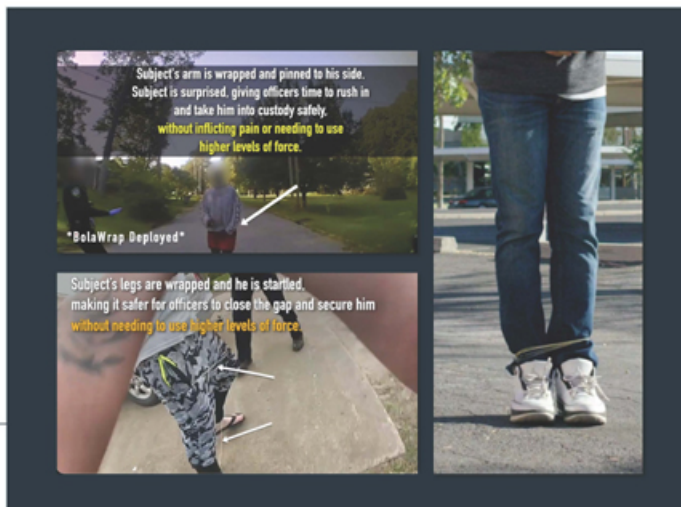 Subject's arm is wrapped and pinned to his side.
Subject is surprised, giving officers time to rush in
and take him into custody safely,
without inflicting pain or needing to use
higher levels of force.
*BolaWrap Deployed*
Subject's legs are wrapped and he is startled,
making it safer for officers to close the gap and secure him
without needing to use higher levels of force.